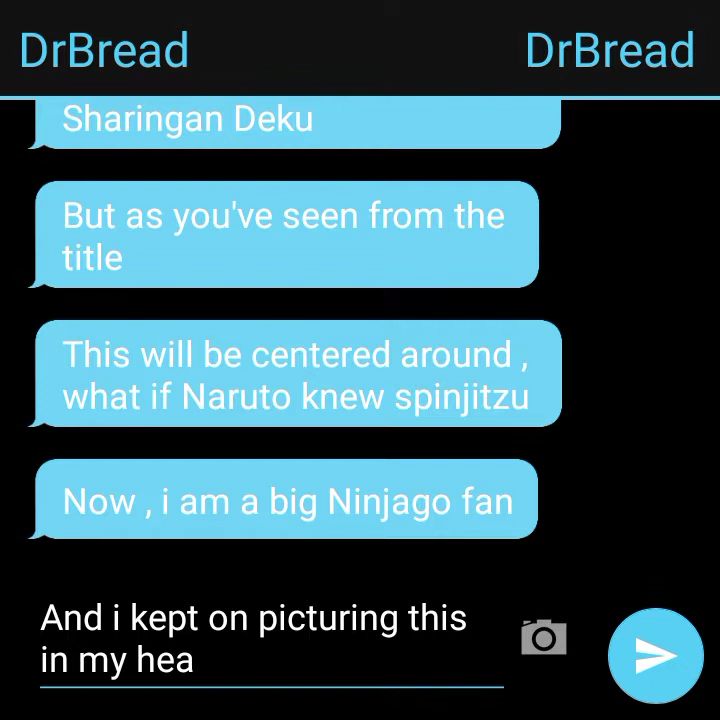 DrBread DrBread
Sharingan Deku
But as you've seen from the
title
This will be centered around ,
what if Naruto knew spinjitzu
Now , i am a big Ninjago fan
And i kept on picturing this
in my hea